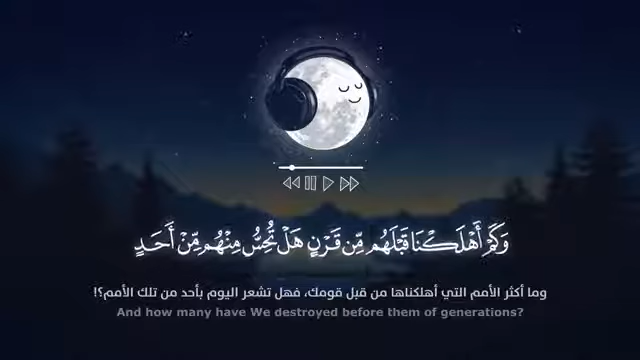 وَكَمْ أَهْلَكْنَا قَبْلَهُم مِّن قَرْنٍ هَلْ تُحِسُّ مِنْهُم مِّنْ أَحَدٍ
وما أكثر الأمم التي أهلكناها من قبل قومك، فهل تشعر اليوم بأحد من تلك الأمم؟!
And how many have We destroyed before them of generations?